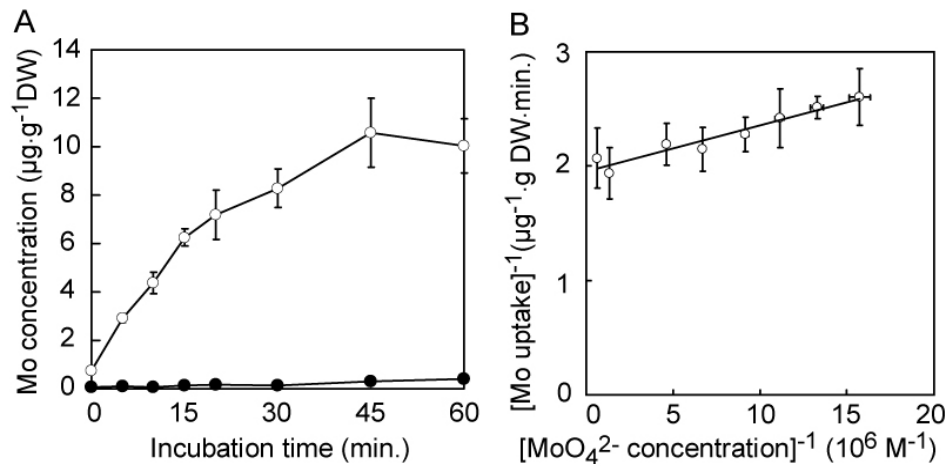 A
Mo concentration (µg·g⁻¹DW)
14
12
10
8
6
4
2
0
0 15 30 45 60
Incubation time (min.)
B
[Mo uptake]⁻¹(µg⁻¹·g DW·min.)
3
2
1
0
0 5 10 15 20
[MoO₄²⁻ concentration]⁻¹ (10⁶ M⁻¹)